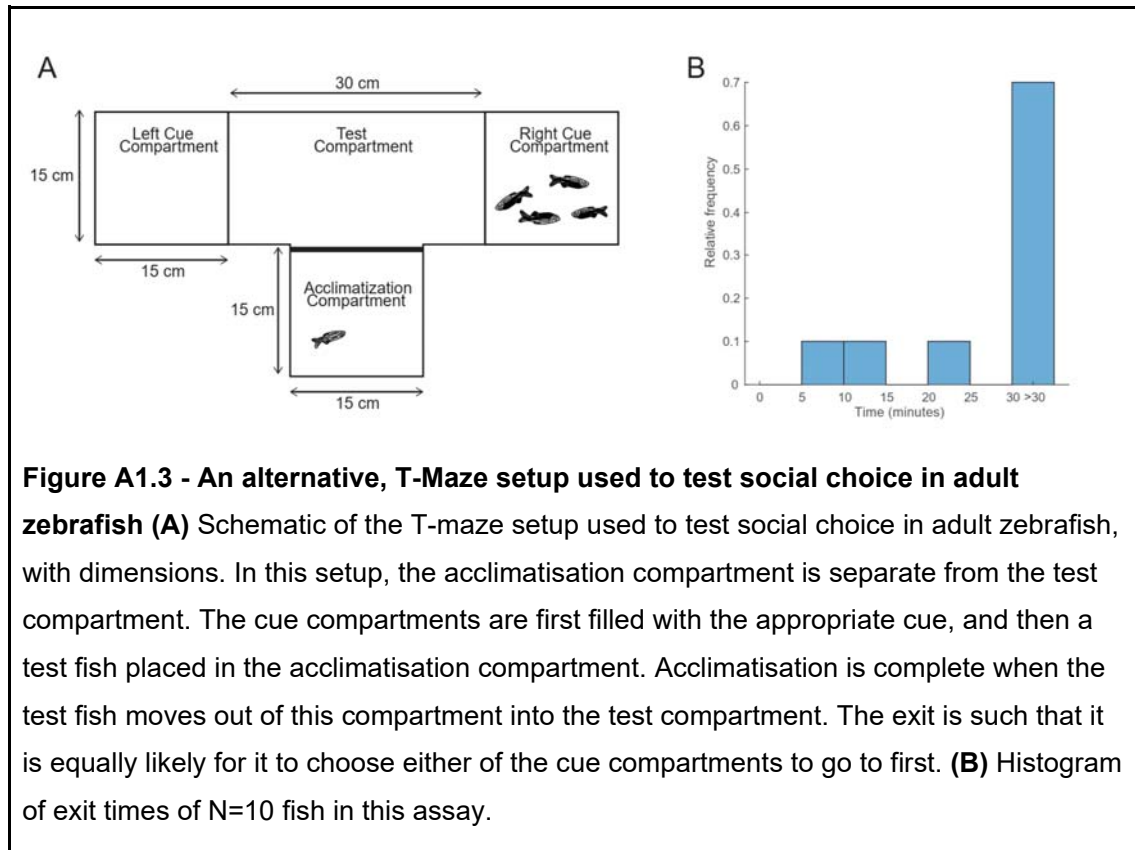 A
30 cm
Left Cue
Compartment
Test
Compartment
Right Cue
Compartment
15 cm
15 cm
Acclimatization
Compartment
15 cm
15 cm
B
0.7
0.6
0.5
0.4
0.3
0.2
0.1
0
Relative frequency
0 5 10 15 20 25 30 >30
Time (minutes)
Figure A1.3 - An alternative, T-Maze setup used to test social choice in adult
zebrafish (A) Schematic of the T-maze setup used to test social choice in adult zebrafish,
with dimensions. In this setup, the acclimatisation compartment is separate from the test
compartment. The cue compartments are first filled with the appropriate cue, and then a
test fish placed in the acclimatisation compartment. Acclimatisation is complete when the
test fish moves out of this compartment into the test compartment. The exit is such that it
is equally likely for it to choose either of the cue compartments to go to first. (B) Histogram
of exit times of N=10 fish in this assay.